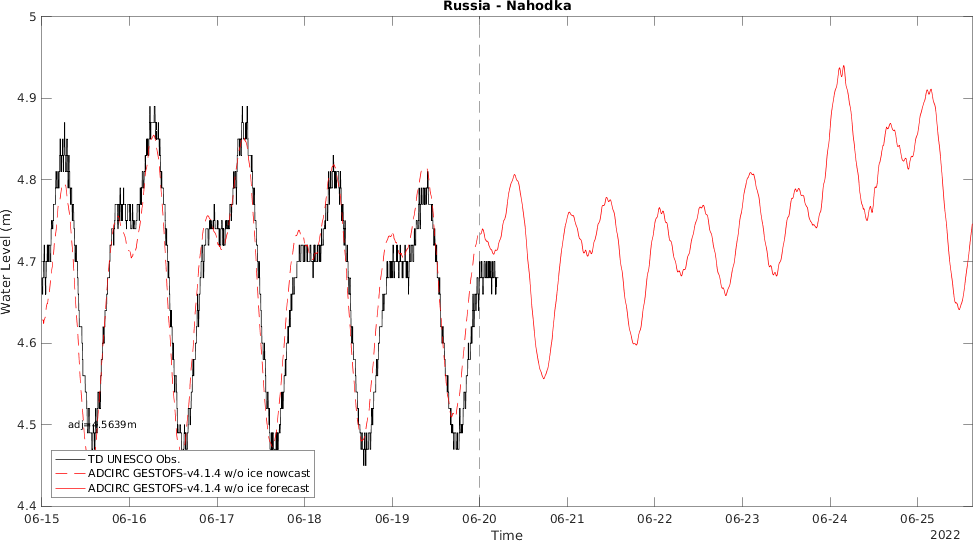 Russia - Nahodka
5
4.9
4.8
4.7
4.6
4.5
4.4
Water Level (m)
TD UNESCO Obs.
ADCIRC GESTOFS-v4.1.4 w/o ice nowcast
ADCIRC GESTOFS-v4.1.4 w/o ice forecast
06-15 06-16 06-17 06-18 06-19 06-20 06-21 06-22 06-23 06-24 06-25
Time
2022